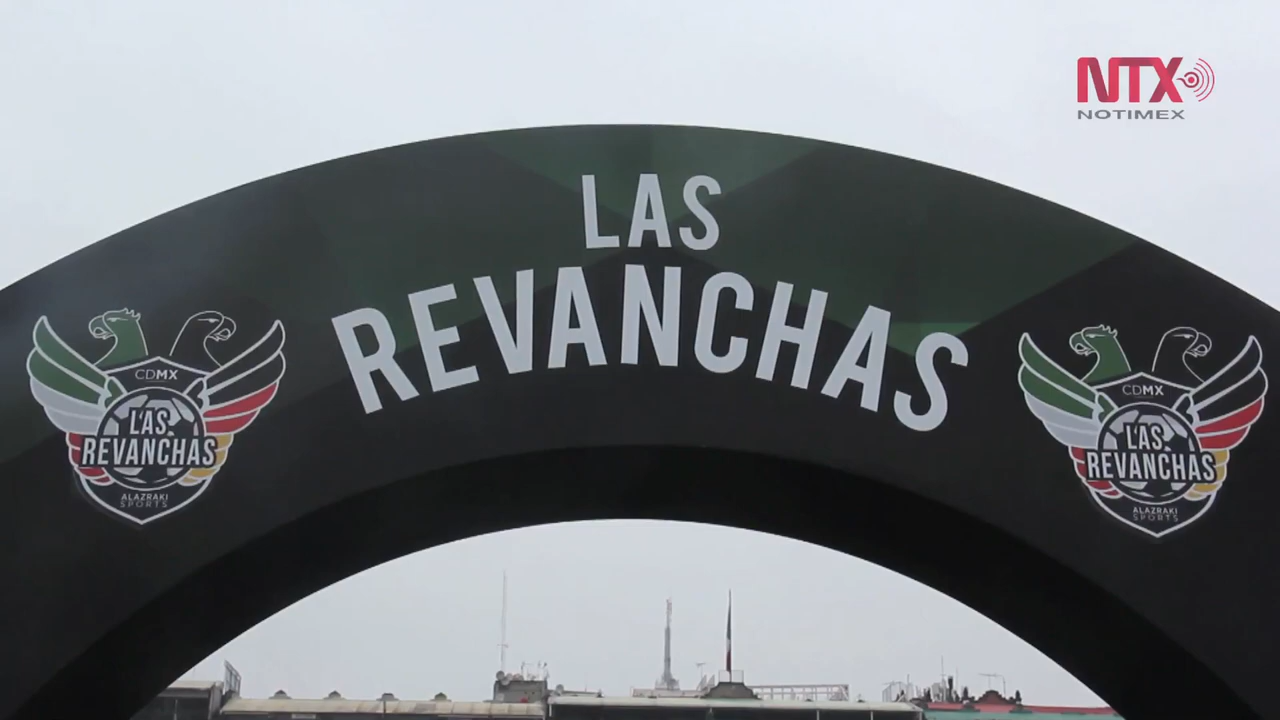 NTX
NOTIMEX
LAS
REVANCHAS
CDMX
LAS
REVANCHAS
ALAZRAKI
SPORTS
CDMX
LAS
REVANCHAS
ALAZRAKI
SPORTS